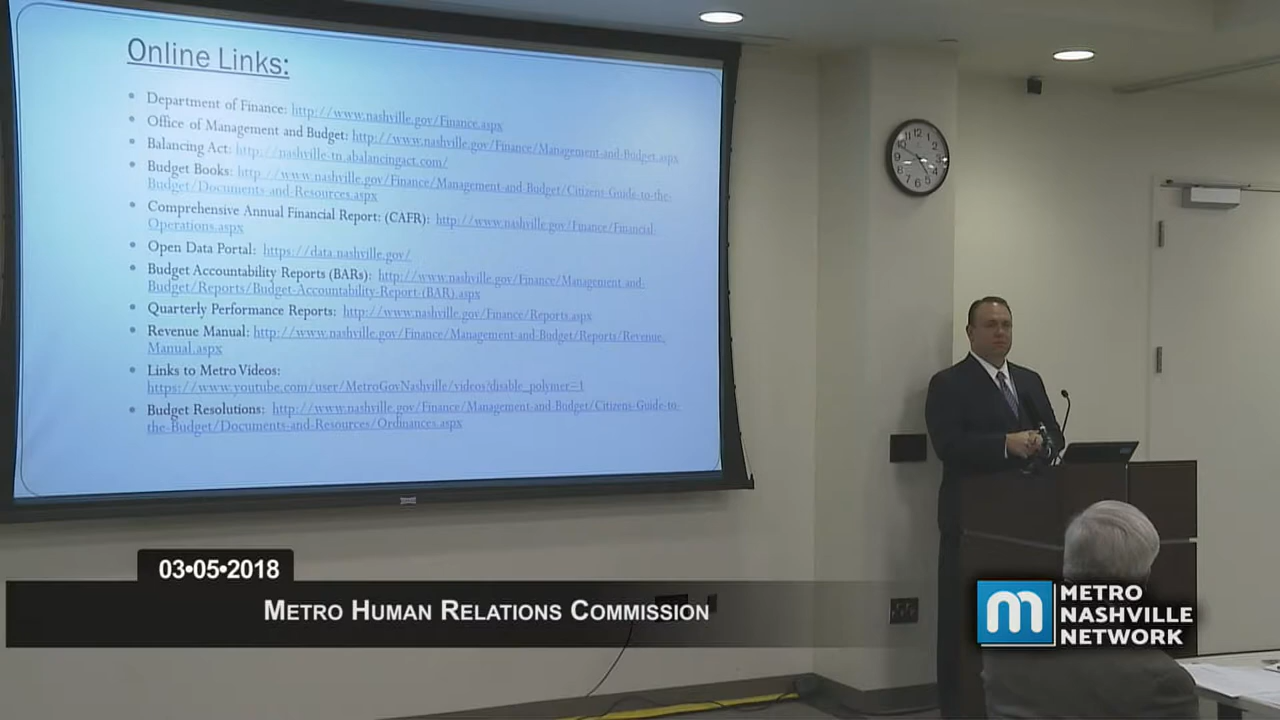 Online Links:
• Department of Finance: http://www.nashville.gov/Finance.aspx
• Office of Management and Budget: http://www.nashville.gov/Finance/Management-and-Budget.aspx
• Balancing Act: http://nashville-tn.abalancingact.com/
• Budget Books: http://www.nashville.gov/Finance/Management-and-Budget/Citizens-Guide-to-the-
Budget/Documents-and-Resources.aspx
• Comprehensive Annual Financial Report: (CAFR): http://www.nashville.gov/Finance/Financial-
Operations.aspx
• Open Data Portal: https://data.nashville.gov/
• Budget Accountability Reports (BARs): http://www.nashville.gov/Finance/Management-and-
Budget/Reports/Budget-Accountability-Report-(BAR).aspx
• Quarterly Performance Reports: http://www.nashville.gov/Finance/Reports.aspx
• Revenue Manual: http://www.nashville.gov/Finance/Management-and-Budget/Reports/Revenue-
Manual.aspx
• Links to Metro Videos:
https://www.youtube.com/user/MetroGovNashville/videos?disable_polymer=1
• Budget Resolutions: http://www.nashville.gov/Finance/Management-and-Budget/Citizens-Guide-to-
the-Budget/Documents-and-Resources/Ordinances.aspx
03•05•2018
METRO HUMAN RELATIONS COMMISSION
METRO
NASHVILLE
NETWORK